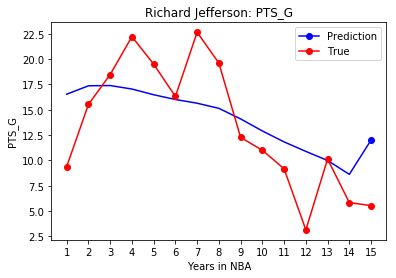 Richard Jefferson: PTS_G
Prediction
True
PTS_G
22.5
20.0
17.5
15.0
12.5
10.0
7.5
5.0
2.5
1 2 3 4 5 6 7 8 9 10 11 12 13 14 15
Years in NBA